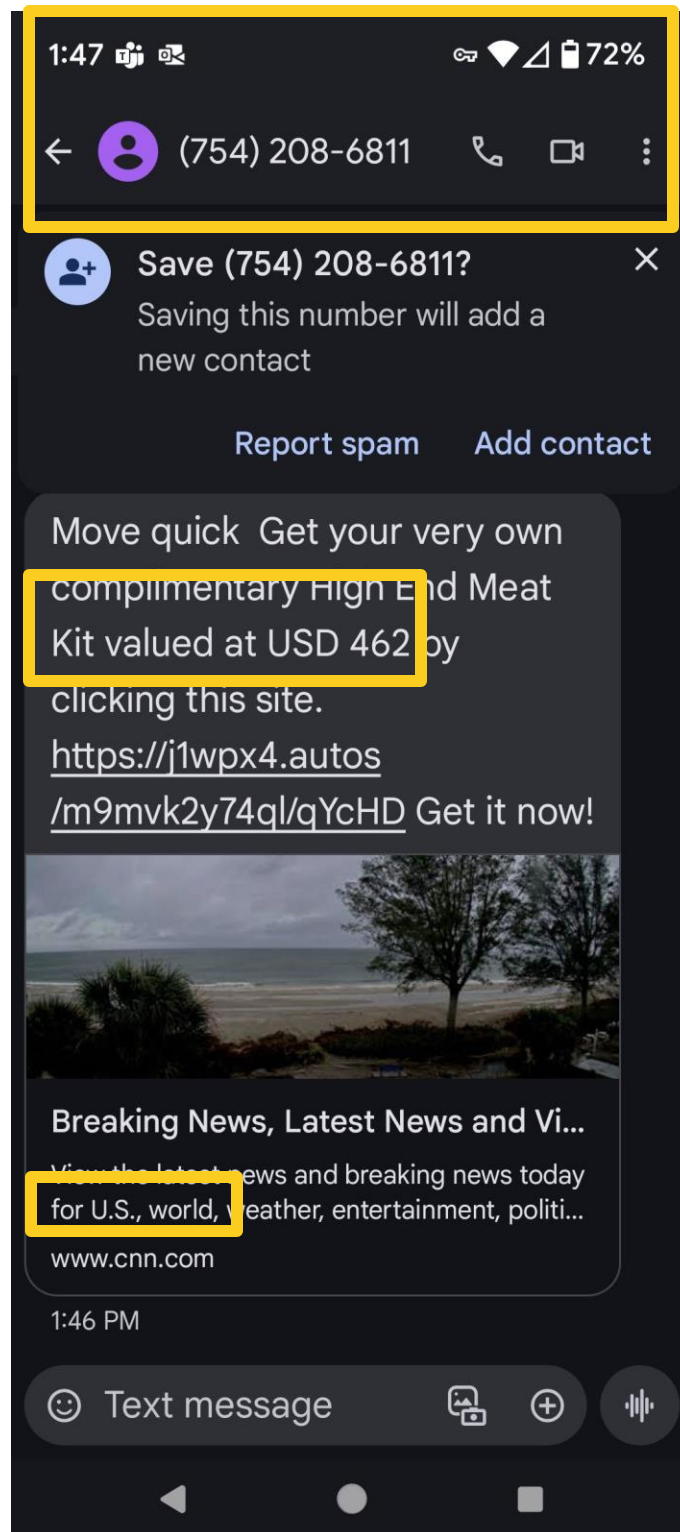 1:47 72%
(754) 208-6811
Save (754) 208-6811?
Saving this number will add a
new contact
Report spam Add contact
Move quick  Get your very own
complimentary High End Meat
Kit valued at USD 462 by
clicking this site.
https://j1wpx4.autos
/m9mvk2y74ql/qYcHD Get it now!
Breaking News, Latest News and Vi...
View the latest news and breaking news today
for U.S., world, weather, entertainment, politi...
www.cnn.com
1:46 PM
Text message